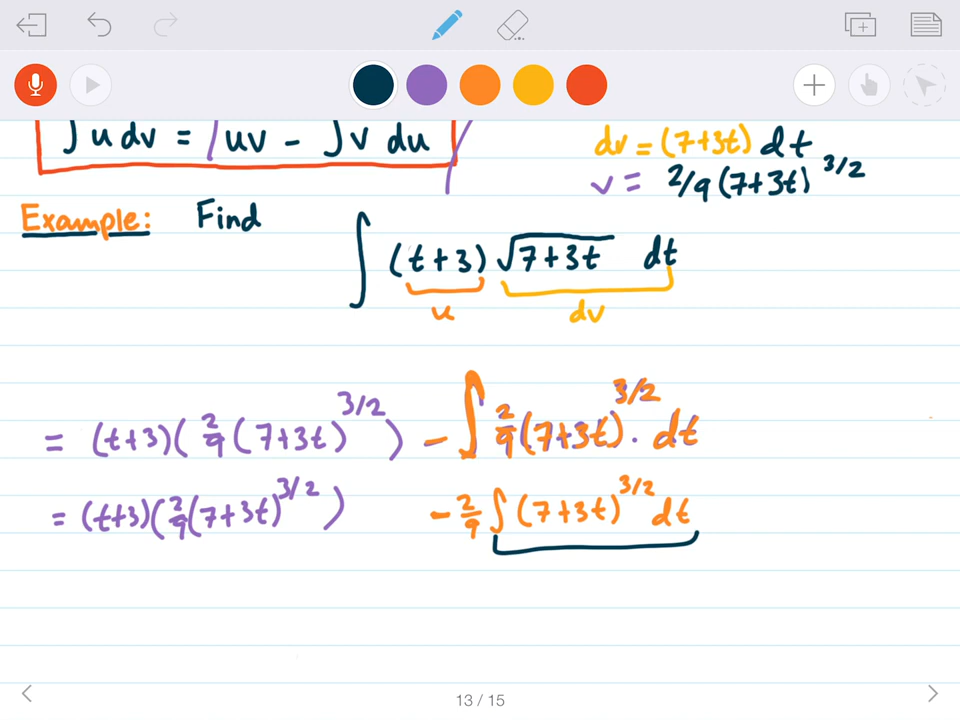 ∫ u dv = uv - ∫ v du
dv = (7+3t) dt
v = 2/9 (7+3t)^3/2
Example: Find
∫ (t+3) √7+3t dt
u dv
= (t+3)(2/9 (7+3t)^3/2) - ∫ 2/9 (7+3t)^3/2 · dt
= (t+3)(2/9 (7+3t)^3/2) - 2/9 ∫ (7+3t)^3/2 dt
13 / 15